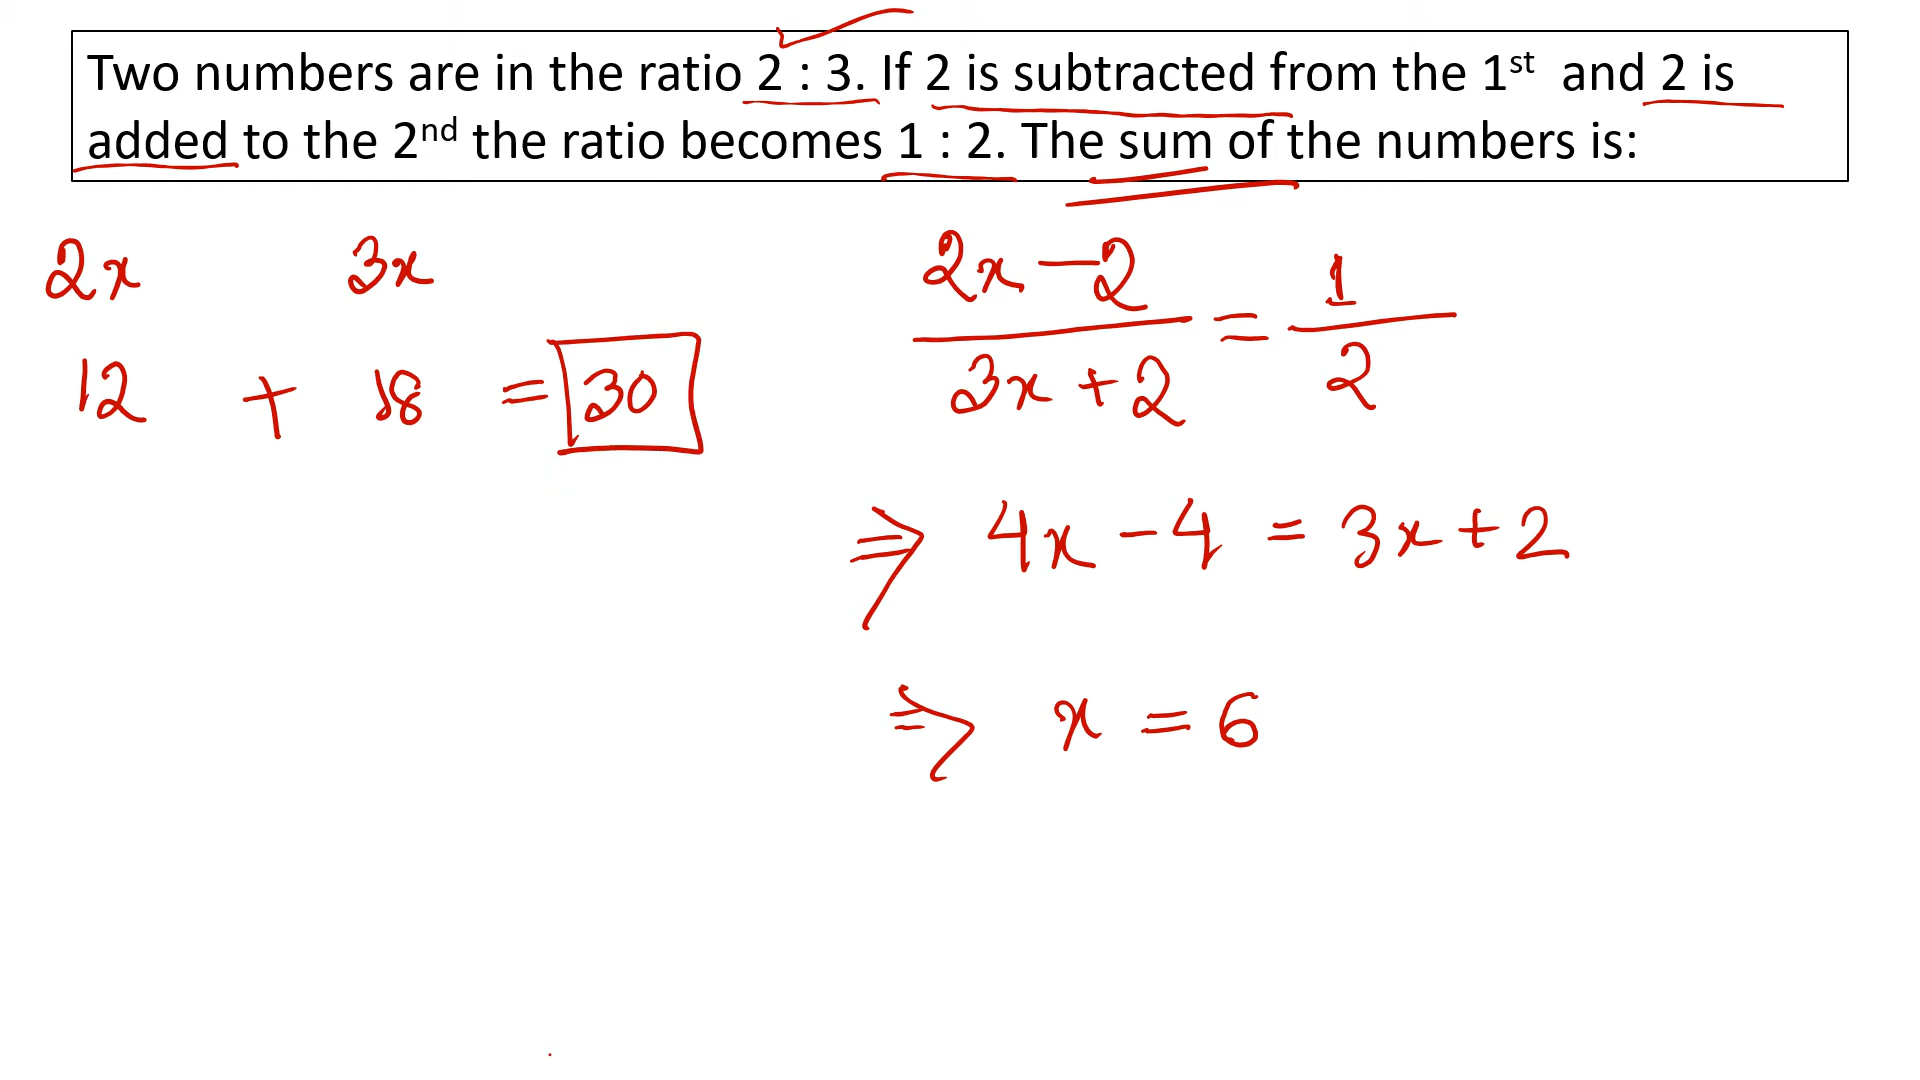 Two numbers are in the ratio 2 : 3. If 2 is subtracted from the 1st and 2 is
added to the 2nd the ratio becomes 1 : 2. The sum of the numbers is:
2x 3x
12 + 18 = 30
2x - 2
3x + 2
=
1
2
⇒ 4x - 4 = 3x + 2
⇒ x = 6